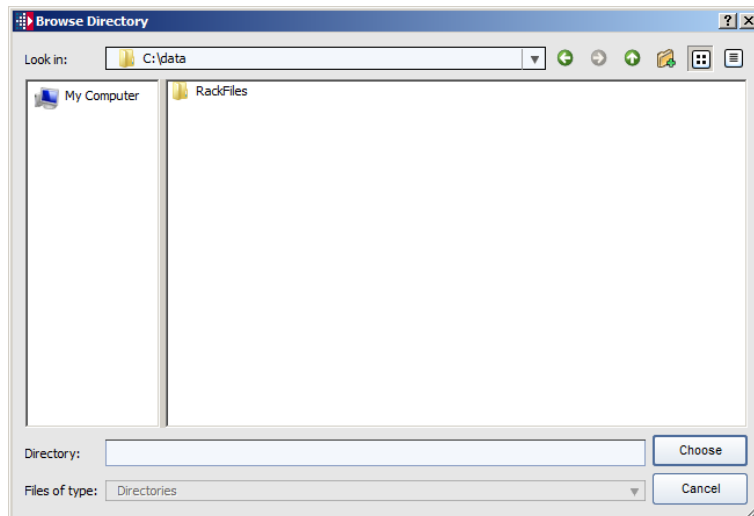 Browse Directory
Look in: C:\data
My Computer
RackFiles
Directory:
Choose
Files of type: Directories
Cancel